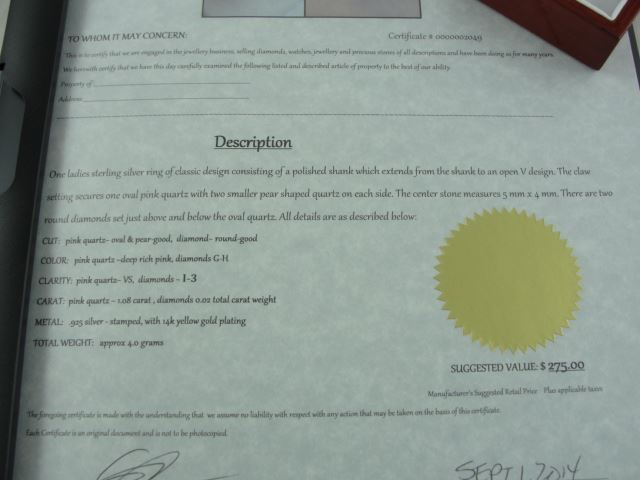 TO WHOM IT MAY CONCERN:
Certificate # 0000002049
This is to certify that we are engaged in the jewellery business, selling diamonds, watches, jewellery and precious stones of all descriptions and have been doing so for many years.
We herewith certify that we have this day carefully examined the following listed and described article of property to the best of our ability.
Property of
Address
Description
One ladies sterling silver ring of classic design consisting of a polished shank which extends from the shank to an open V design. The claw
setting secures one oval pink quartz with two smaller pear shaped quartz on each side. The center stone measures 5 mm x 4 mm. There are two
round diamonds set just above and below the oval quartz. All details are as described below:
CUT: pink quartz- oval & pear-good, diamond- round-good
COLOR: pink quartz -deep rich pink, diamonds G-H
CLARITY: pink quartz- VS, diamonds - I-3
CARAT: pink quartz - 1.08 carat , diamonds 0.02 total carat weight
METAL: .925 silver - stamped, with 14k yellow gold plating
TOTAL WEIGHT: approx 4.0 grams
SUGGESTED VALUE: $ 275.00
Manufacturer's Suggested Retail Price Plus applicable taxes
The foregoing certificate is made with the understanding that we assume no liability with respect with any action that may be taken on the basis of this certificate.
Each Certificate is an original document and is not to be photocopied.
SEPT 1, 2014